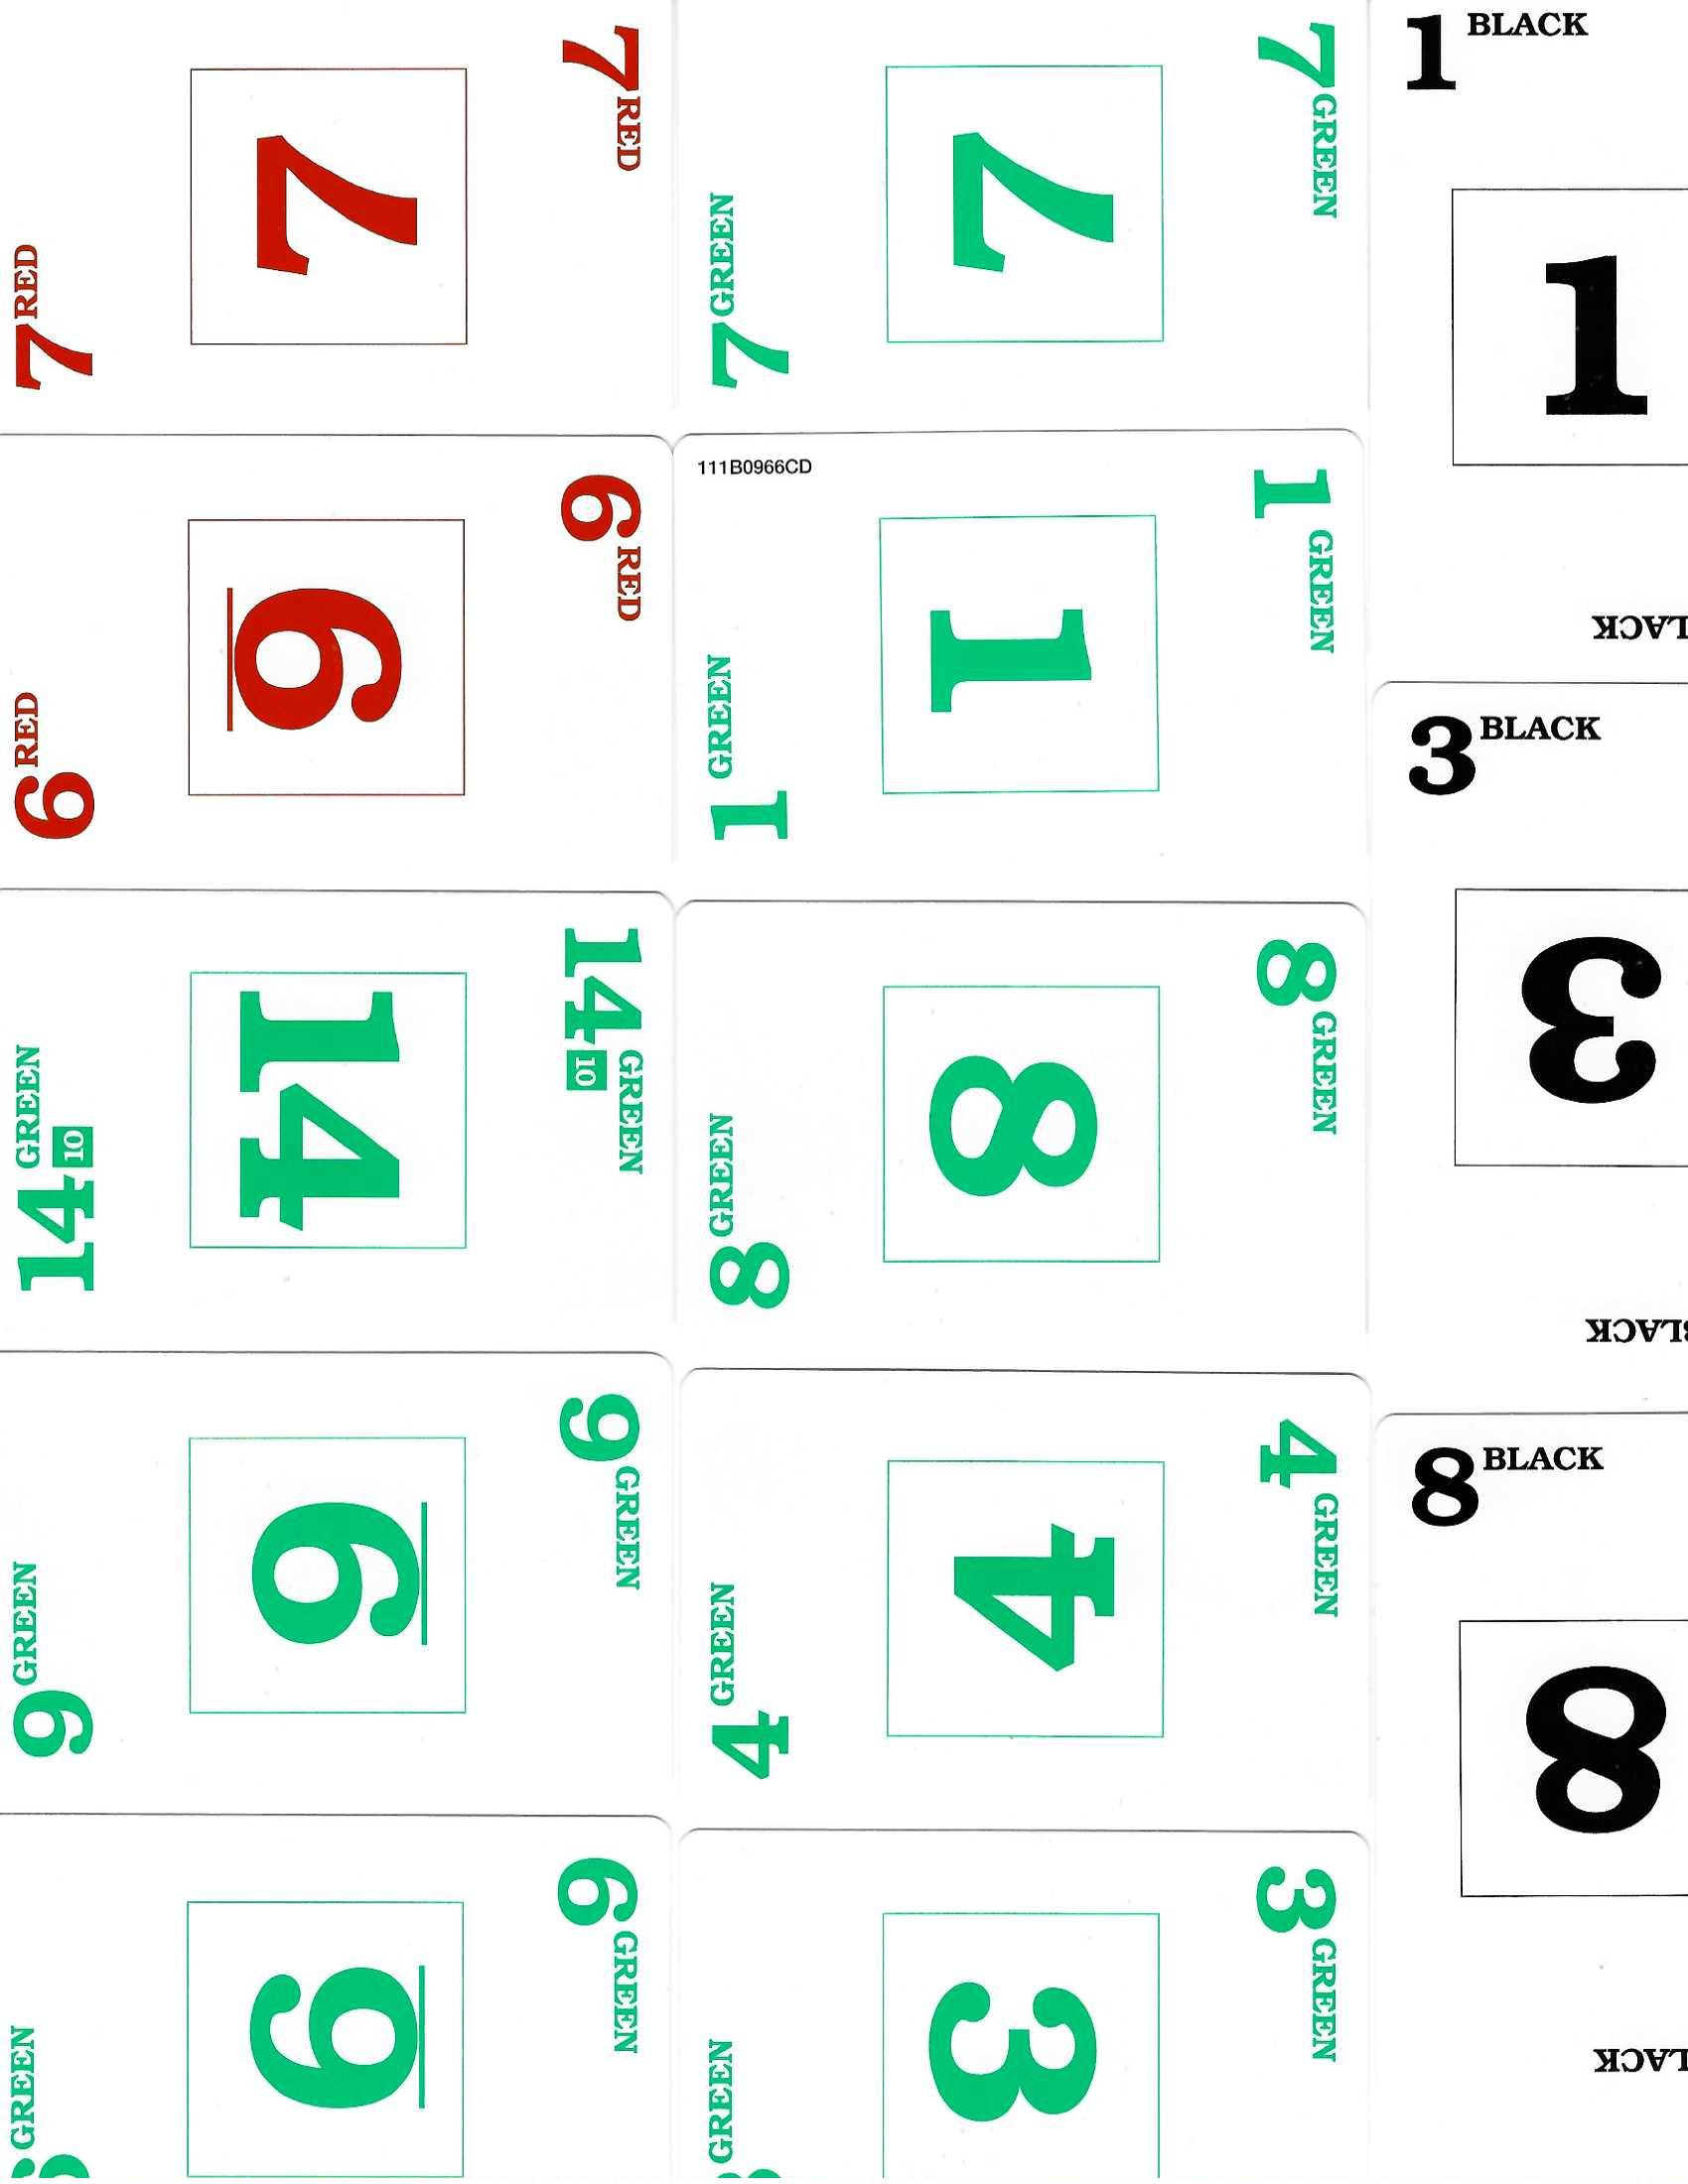 7 RED
7
7 RED
6 RED
6
6 RED
14 GREEN
10
14
14 GREEN
10
9 GREEN
9
9 GREEN
6 GREEN
6
GREEN
7 GREEN
7
7 GREEN
111B0966CD
1 GREEN
1
1 GREEN
8 GREEN
8
8 GREEN
4 GREEN
4
4 GREEN
3 GREEN
3
GREEN
1 BLACK
1
LACK
3 BLACK
3
BLACK
8 BLACK
8
LACK